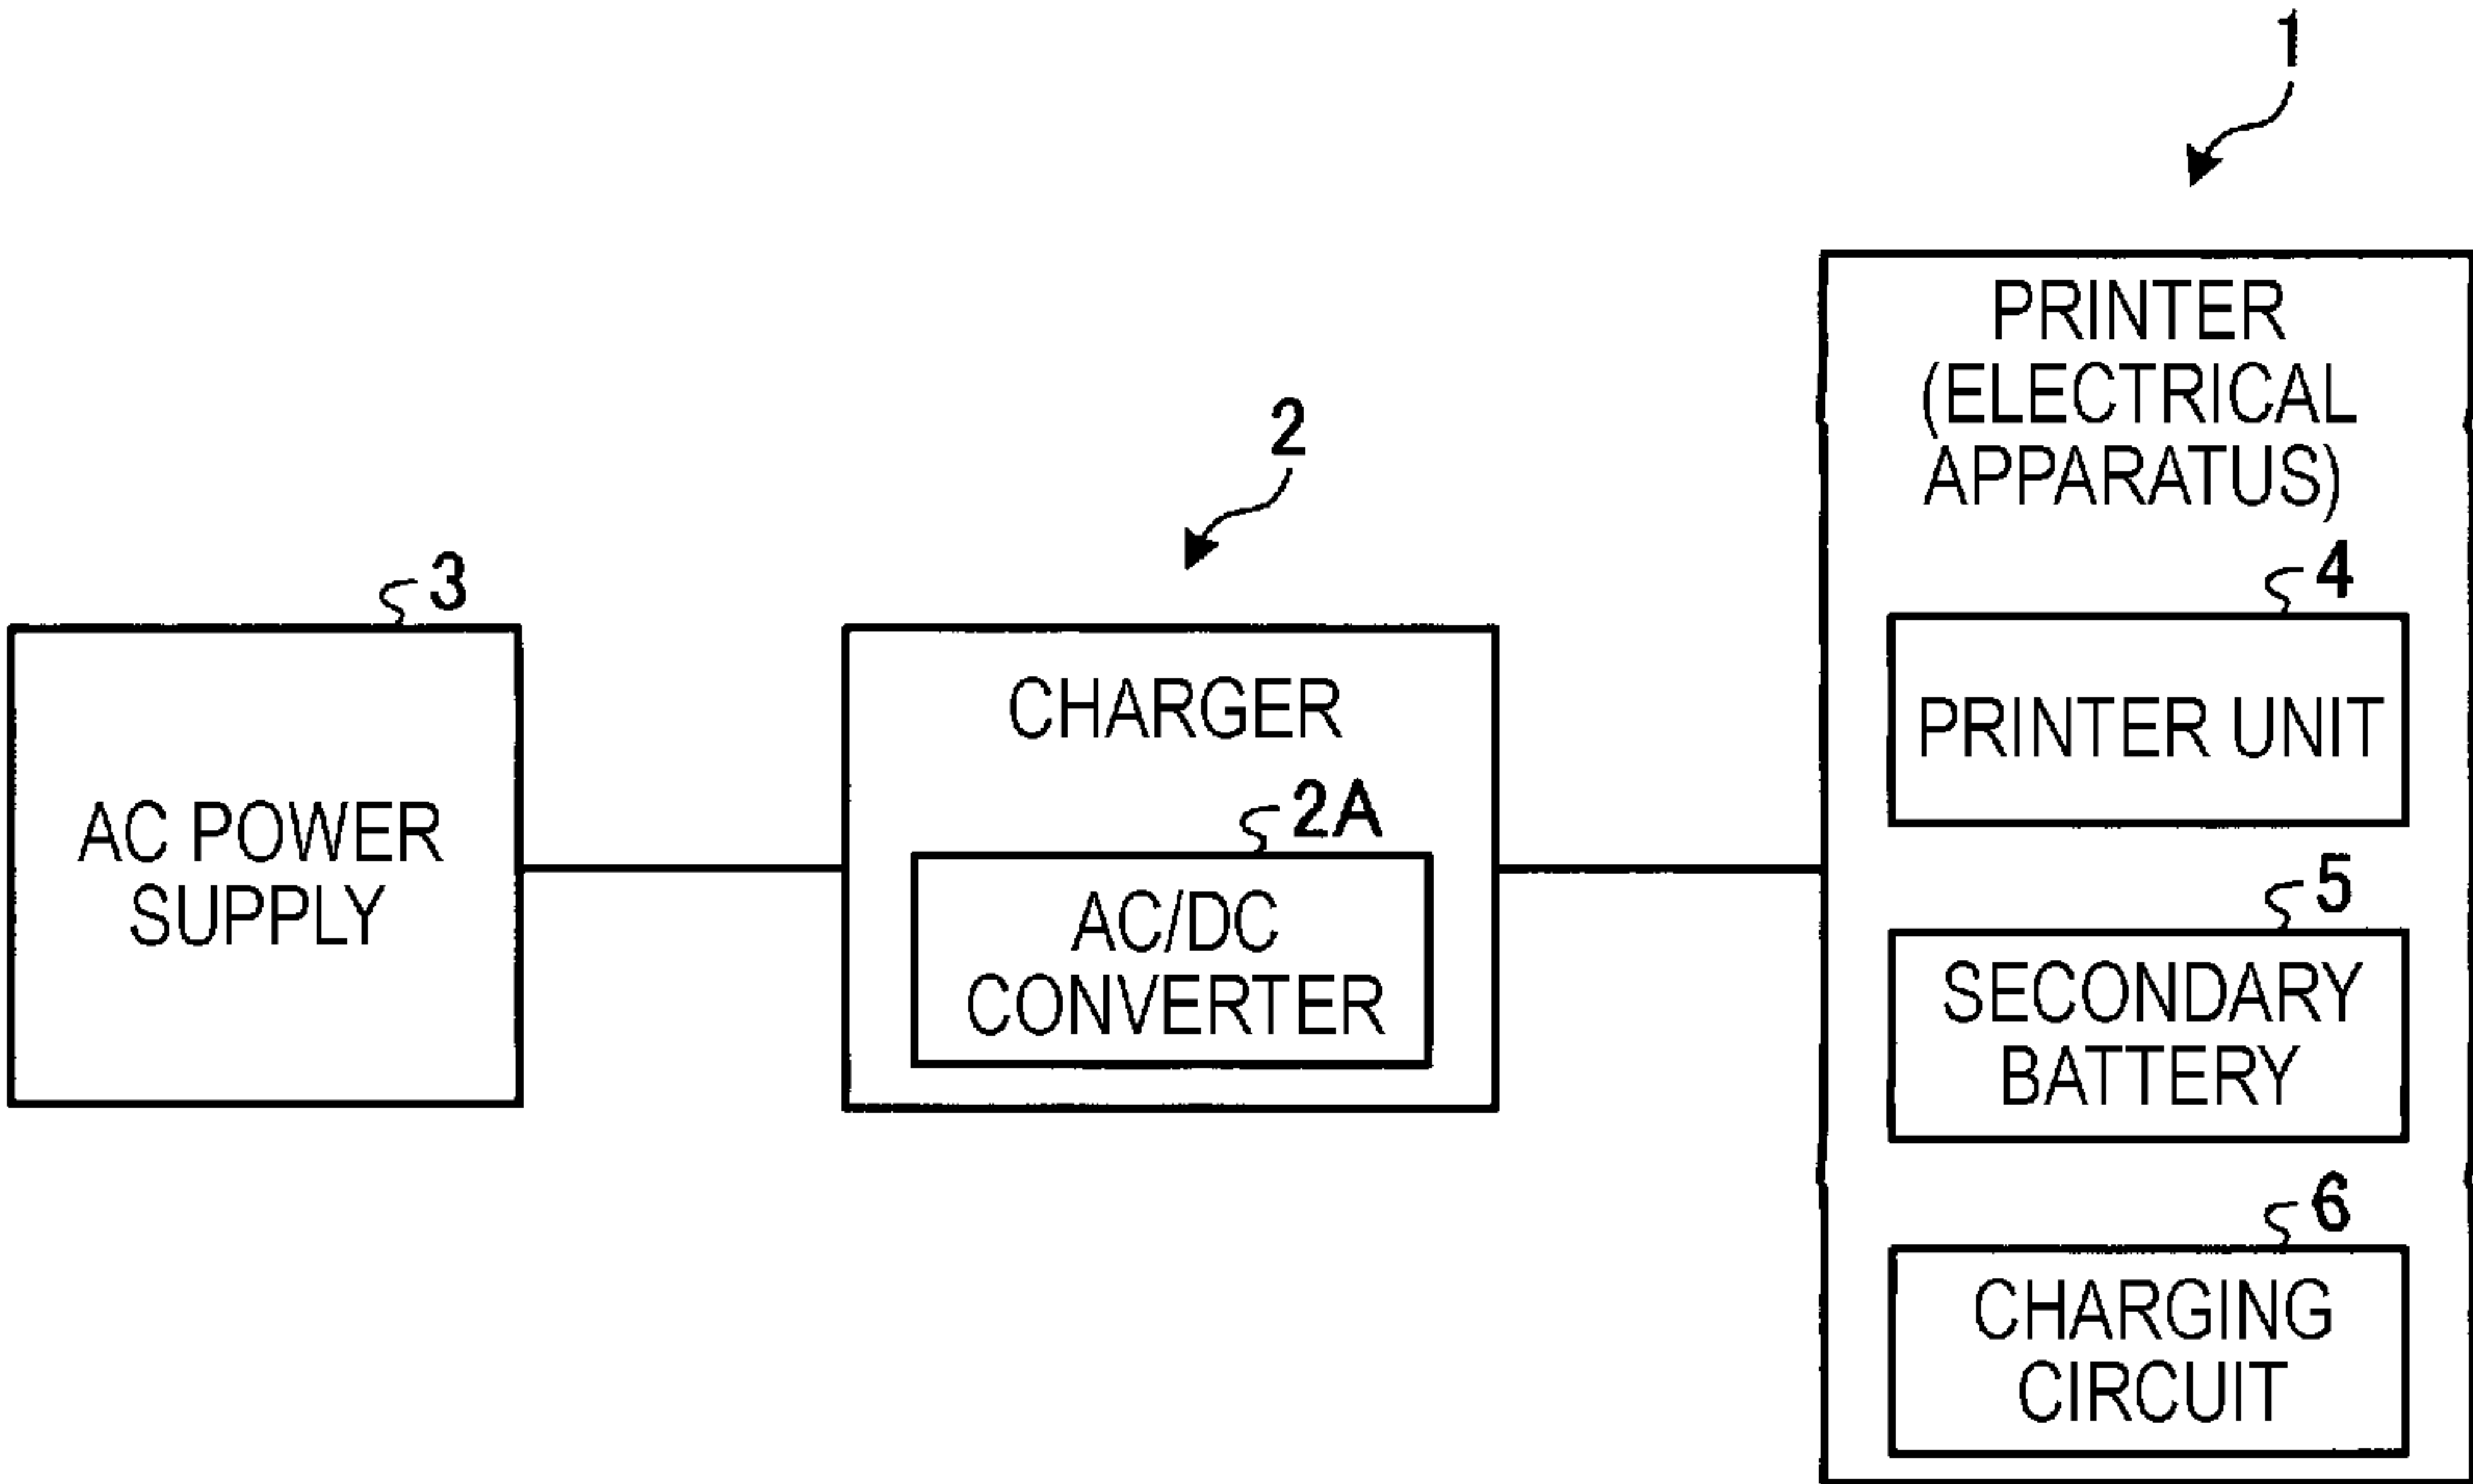 1
PRINTER
(ELECTRICAL
APPARATUS)
2
3
4
PRINTER UNIT
CHARGER
2A
AC POWER
SUPPLY
AC/DC
CONVERTER
5
SECONDARY
BATTERY
6
CHARGING
CIRCUIT